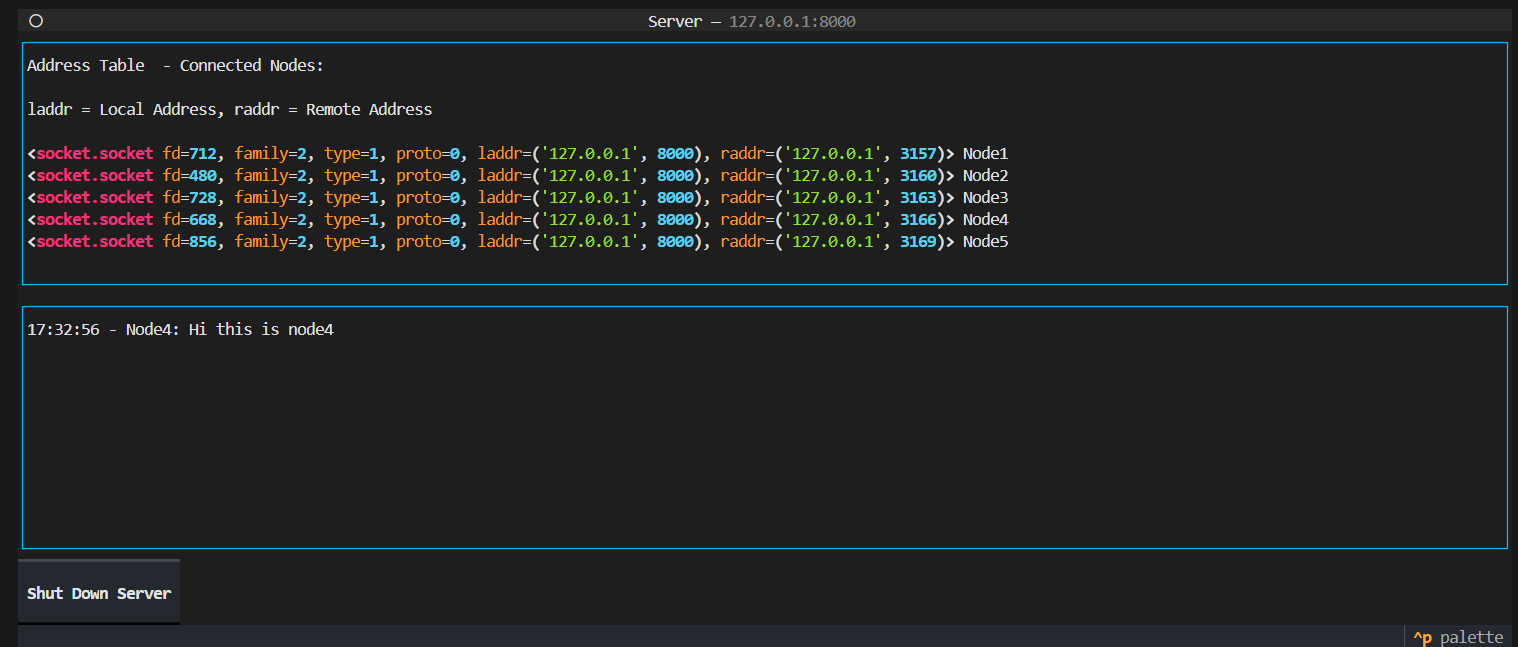 Server — 127.0.0.1:8000
Address Table  - Connected Nodes:
laddr = Local Address, raddr = Remote Address
<socket.socket fd=712, family=2, type=1, proto=0, laddr=('127.0.0.1', 8000), raddr=('127.0.0.1', 3157)> Node1
<socket.socket fd=480, family=2, type=1, proto=0, laddr=('127.0.0.1', 8000), raddr=('127.0.0.1', 3160)> Node2
<socket.socket fd=728, family=2, type=1, proto=0, laddr=('127.0.0.1', 8000), raddr=('127.0.0.1', 3163)> Node3
<socket.socket fd=668, family=2, type=1, proto=0, laddr=('127.0.0.1', 8000), raddr=('127.0.0.1', 3166)> Node4
<socket.socket fd=856, family=2, type=1, proto=0, laddr=('127.0.0.1', 8000), raddr=('127.0.0.1', 3169)> Node5
17:32:56 - Node4: Hi this is node4
Shut Down Server
^p palette